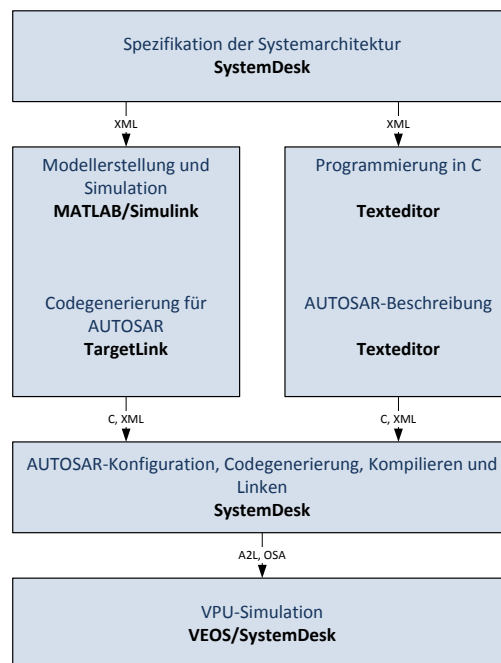 Spezifikation der Systemarchitektur
SystemDesk
XML
XML
Modellerstellung und
Simulation
MATLAB/Simulink
Codegenerierung für
AUTOSAR
TargetLink
Programmierung in C
Texteditor
AUTOSAR-Beschreibung
Texteditor
C, XML
C, XML
AUTOSAR-Konfiguration, Codegenerierung, Kompilieren und
Linken
SystemDesk
A2L, OSA
VPU-Simulation
VEOS/SystemDesk